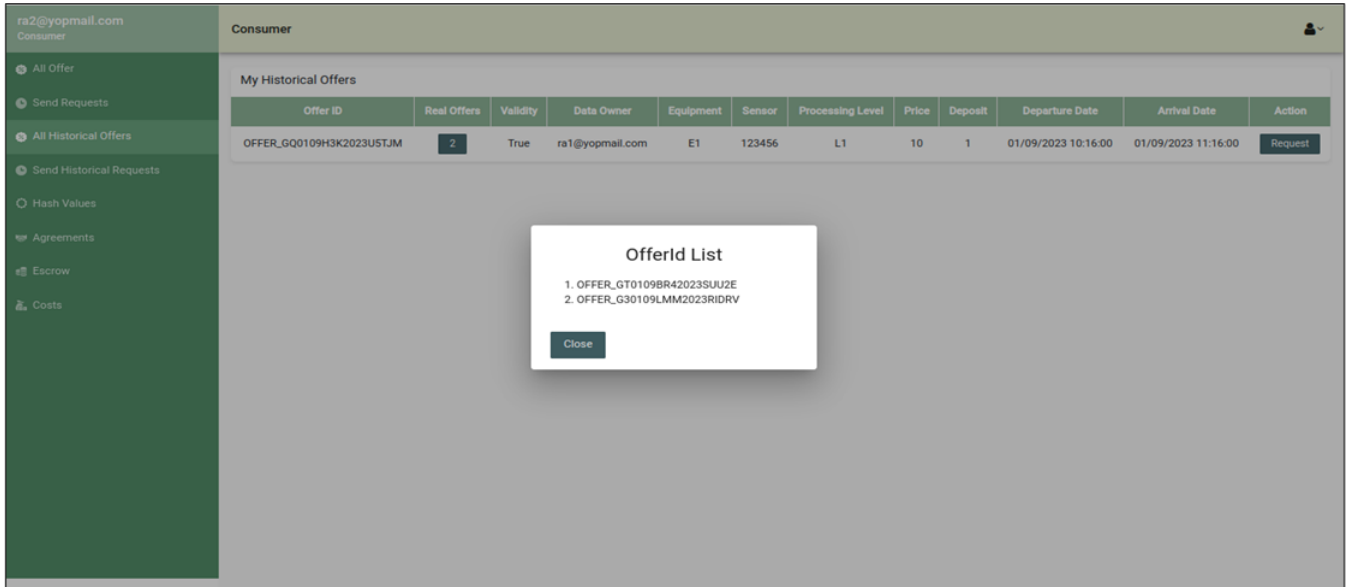 ra2@yopmail.com
Consumer
All Offer
Send Requests
All Historical Offers
Send Historical Requests
Hash Values
Agreements
Escrow
Costs
Consumer
My Historical Offers
Offer ID Real Offers Validity Data Owner Equipment Sensor Processing Level Price Deposit Departure Date Arrival Date Action
OFFER_GQ0109H3K2023U5TJM 2 True ra1@yopmail.com E1 123456 L1 10 1 01/09/2023 10:16:00 01/09/2023 11:16:00 Request
OfferId List
1. OFFER_GT0109BR42023SUU2E
2. OFFER_G30109LMM2023RIDRV
Close